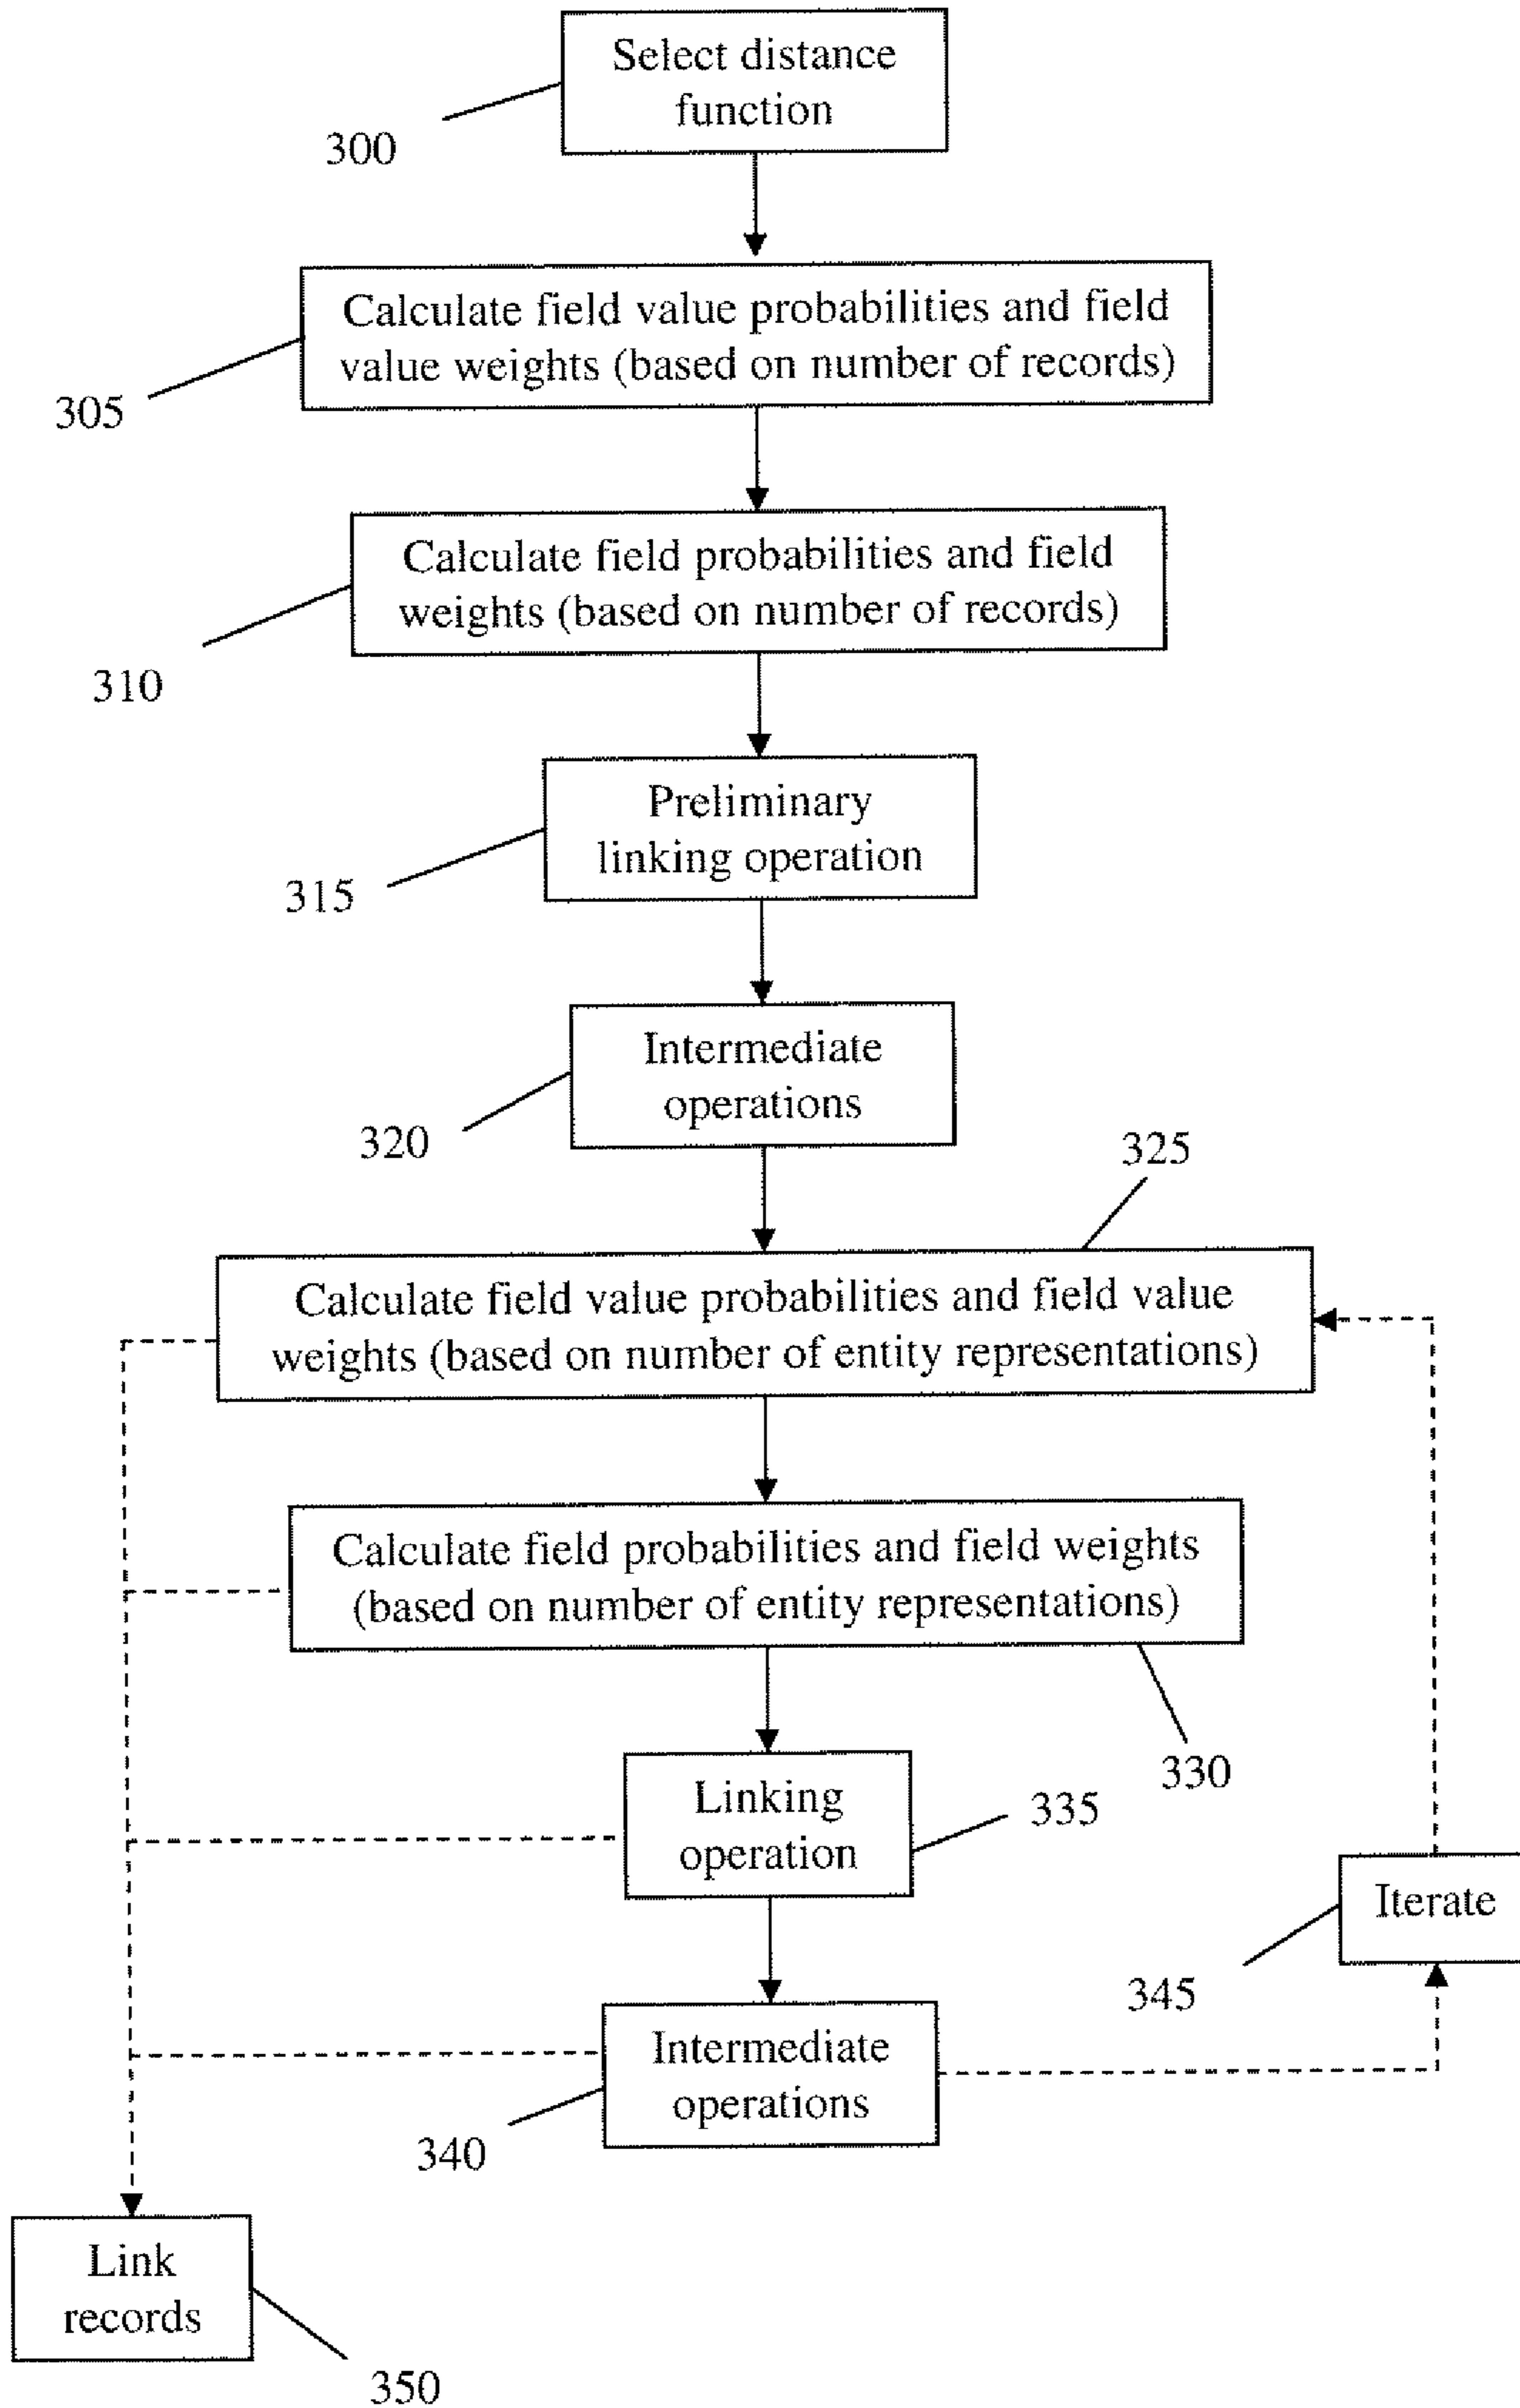 Select distance
function
300
Calculate field value probabilities and field
value weights (based on number of records)
305
Calculate field probabilities and field
weights (based on number of records)
310
Preliminary
linking operation
315
Intermediate
operations
320
325
Calculate field value probabilities and field value
weights (based on number of entity representations)
Calculate field probabilities and field weights
(based on number of entity representations)
330
Linking
operation
335
Iterate
345
Intermediate
operations
340
Link
records
350